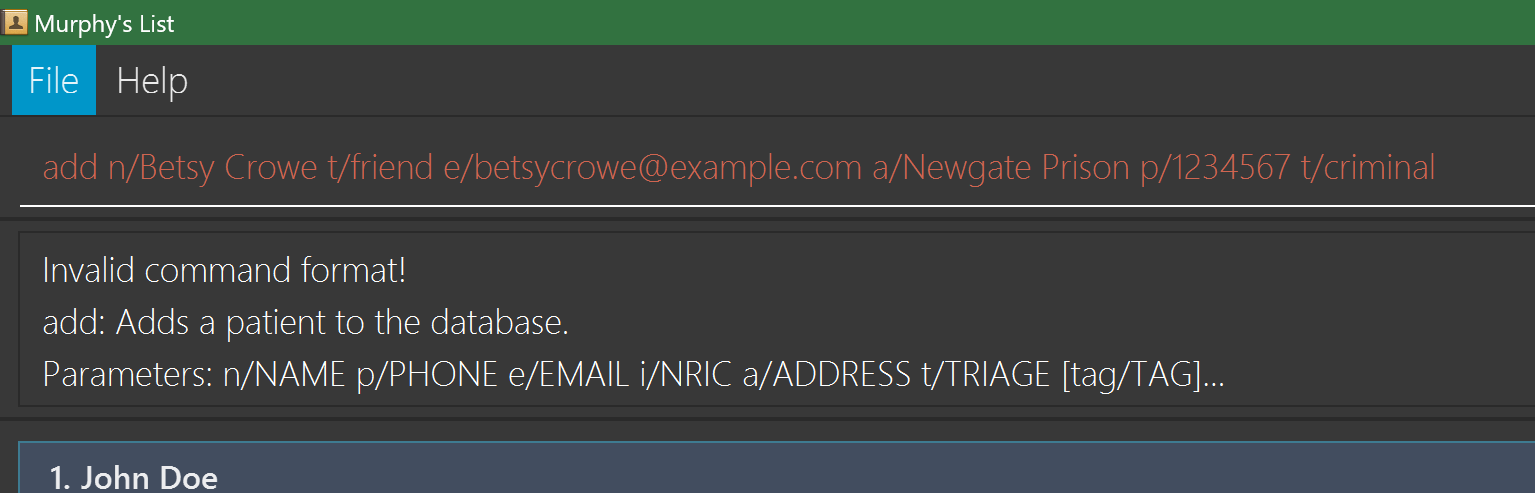 Murphy's List
File Help
add n/Betsy Crowe t/friend e/betsycrowe@example.com a/Newgate Prison p/1234567 t/criminal
Invalid command format!
add: Adds a patient to the database.
Parameters: n/NAME p/PHONE e/EMAIL i/NRIC a/ADDRESS t/TRIAGE [tag/TAG]...
1. John Doe